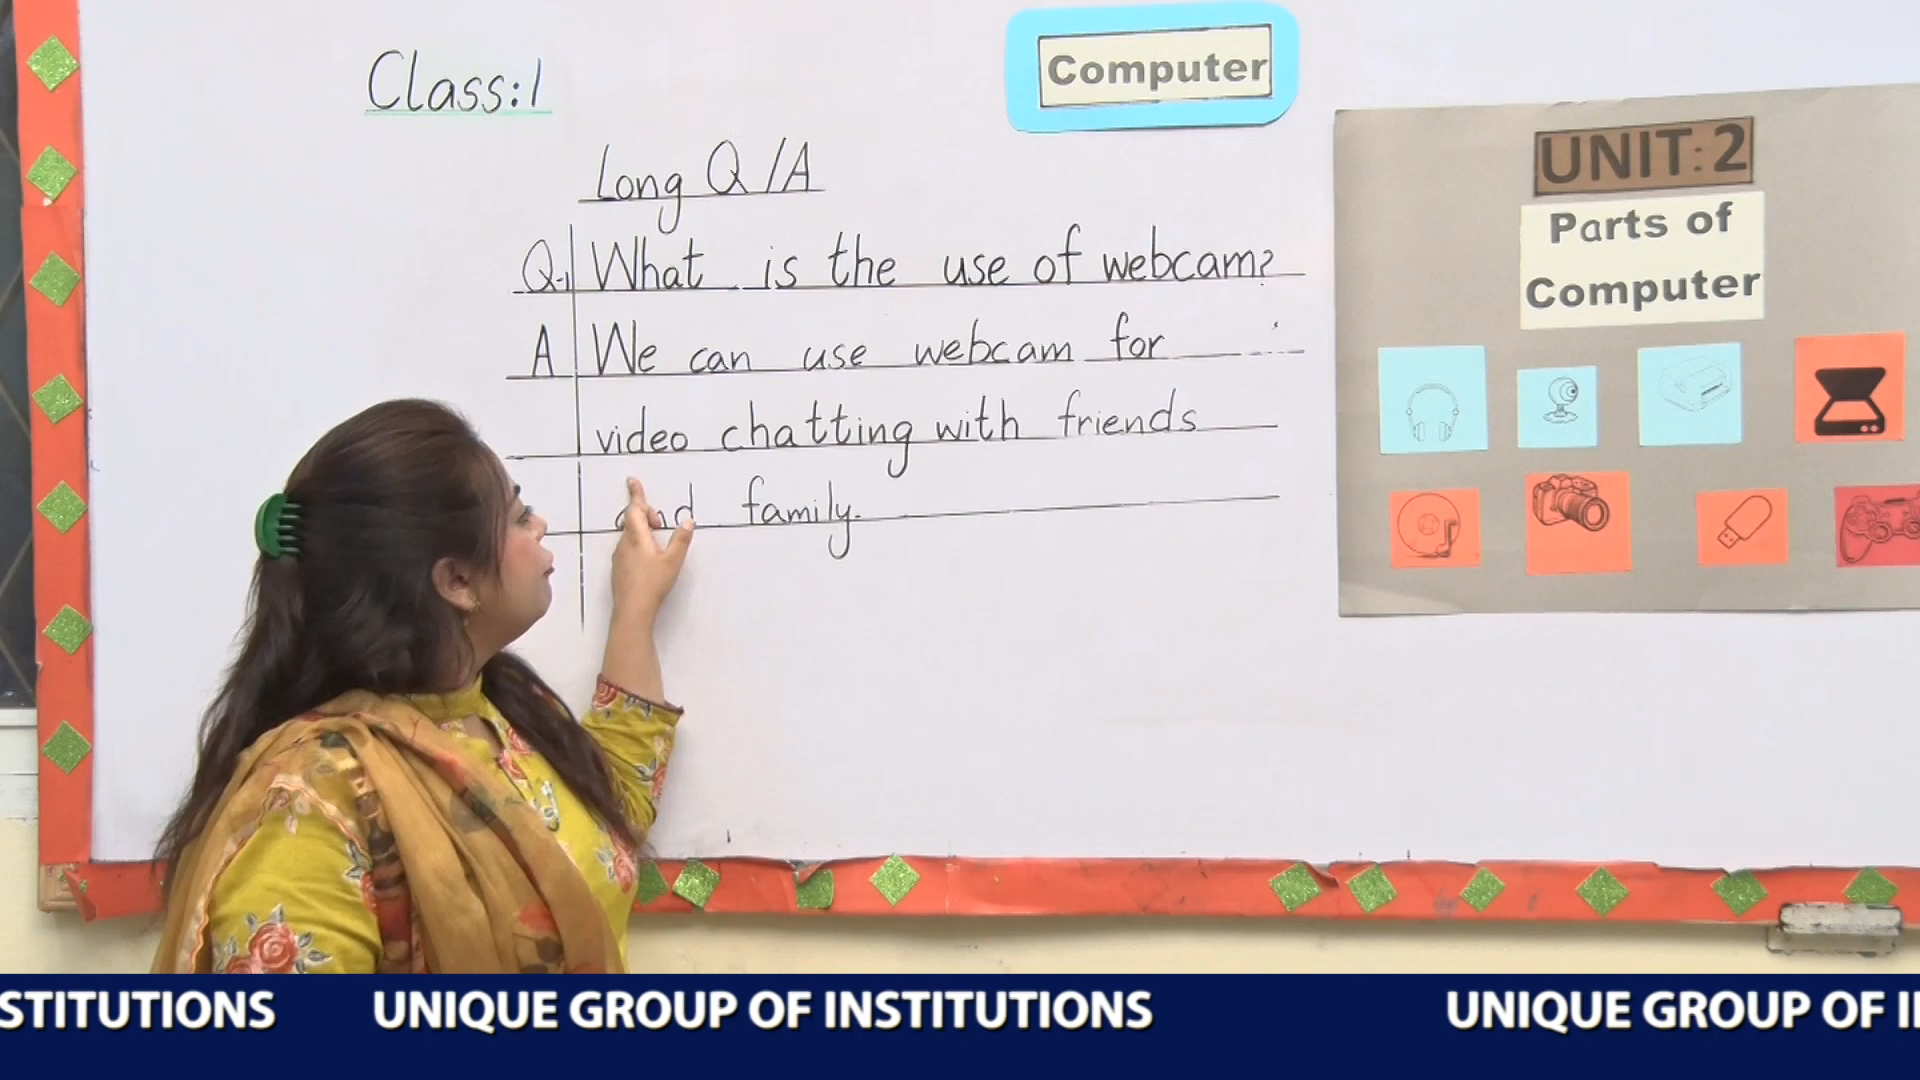 Class:1
Computer
Long Q/A
Q.1 What is the use of webcam?
A We can use webcam for
video chatting with friends
and family.
UNIT:2
Parts of
Computer
STITUTIONS UNIQUE GROUP OF INSTITUTIONS UNIQUE GROUP OF